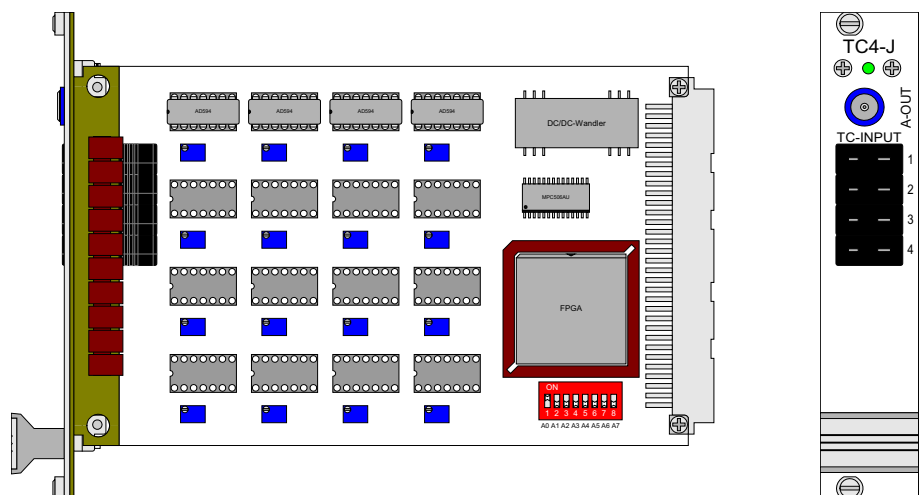 AD594 AD594 AD594 AD594
DC/DC-Wandler
MPC506AU
FPGA
ON
1 2 3 4 5 6 7 8
A0 A1 A2 A3 A4 A5 A6 A7
TC4-J
A-OUT
TC-INPUT
1
2
3
4